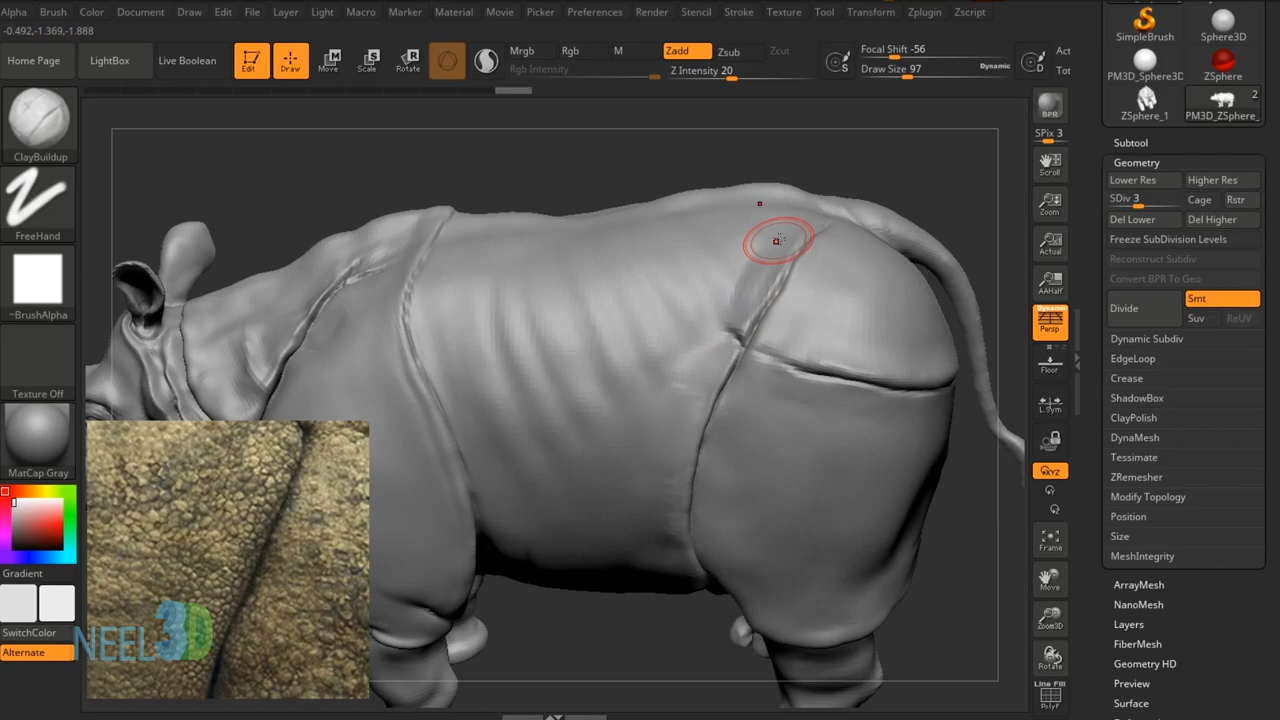 Alpha Brush Color Document Draw Edit File Layer Light Macro Marker Material Movie Picker Preferences Render Stencil Stroke Texture Tool Transform Zplugin Zscript
-0.492,-1.369,-1.888
Home Page
LightBox
Live Boolean
Edit
Draw
Move
Scale
Rotate
Mrgb Rgb M
Rgb Intensity
Zadd Zsub Zcut
Z Intensity 20
S
Focal Shift -56
Draw Size 97
Dynamic
D
Act
Tot
ClayBuildup
FreeHand
~BrushAlpha
Texture Off
MatCap Gray
Gradient
SwitchColor
Alternate
NEEL3D
BPR
SPix 3
Scroll
Zoom
Actual
AAHalf
Dynamic
Persp
Floor
L.Sym
XYZ
Frame
Move
Zoom3D
Rotate
Line Fill
PolyF
SimpleBrush Sphere3D
PM3D_Sphere3D ZSphere
2
ZSphere_1 PM3D_ZSphere_
Subtool
Geometry
Lower Res Higher Res
SDiv 3 Cage Rstr
Del Lower Del Higher
Freeze SubDivision Levels
Reconstruct Subdiv
Convert BPR To Geo
Divide
Smt
Suv ReUV
Dynamic Subdiv
EdgeLoop
Crease
ShadowBox
ClayPolish
DynaMesh
Tessimate
ZRemesher
Modify Topology
Position
Size
MeshIntegrity
ArrayMesh
NanoMesh
Layers
FiberMesh
Geometry HD
Preview
Surface